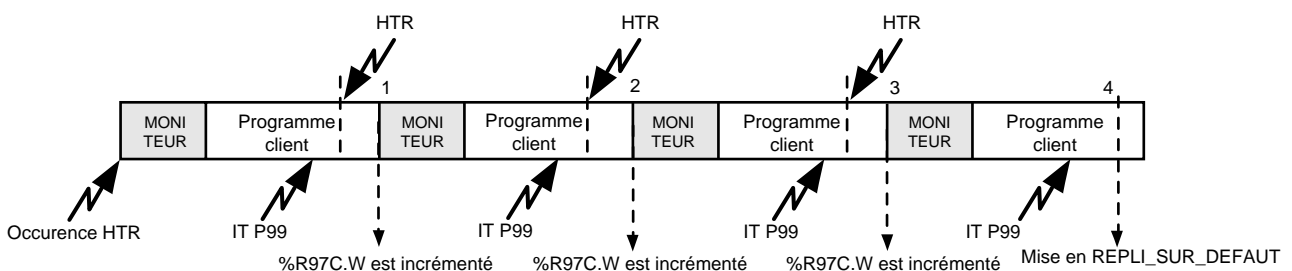 HTR
HTR
HTR
1
2
3
4
MONI
TEUR
Programme
client
MONI
TEUR
Programme
client
MONI
TEUR
Programme
client
MONI
TEUR
Programme
client
Occurence HTR
IT P99
IT P99
IT P99
IT P99
%R97C.W est incrémenté
%R97C.W est incrémenté
%R97C.W est incrémenté
Mise en REPLI_SUR_DEFAUT